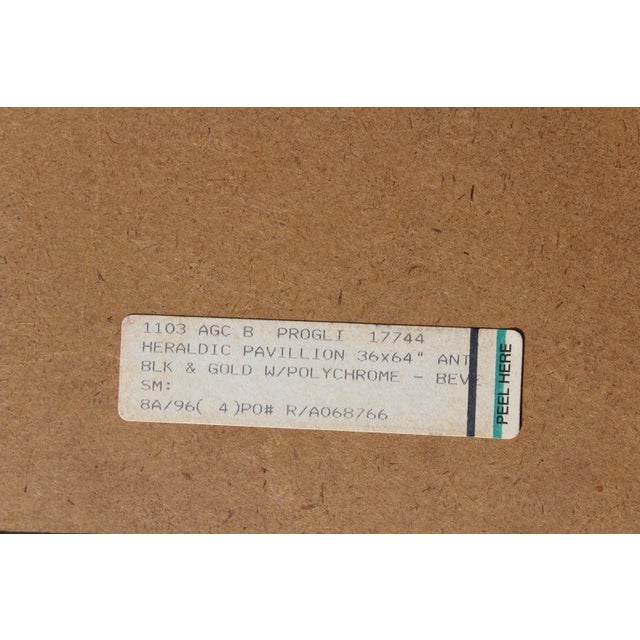 1103 AGC B PROGLI 17744
HERALDIC PAVILLION 36x64" ANT
BLK & GOLD W/POLYCHROME - BEVE
SM:
8A/96( 4)PO# R/A068766
PEEL HERE